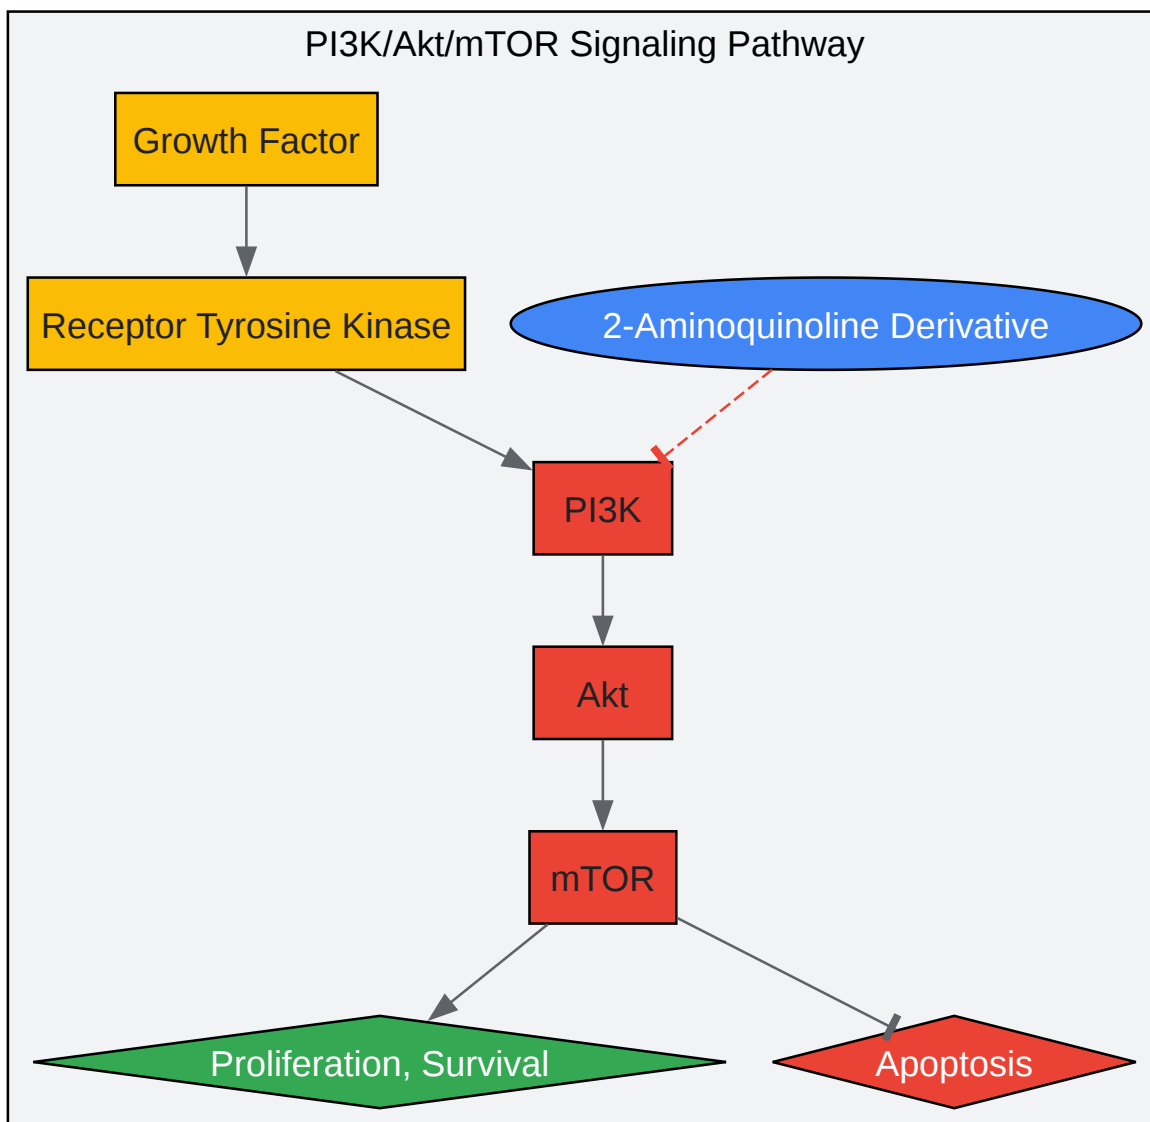 PI3K/Akt/mTOR Signaling Pathway
Growth Factor
Receptor Tyrosine Kinase
2-Aminoquinoline Derivative
PI3K
Akt
mTOR
Proliferation, Survival
Apoptosis